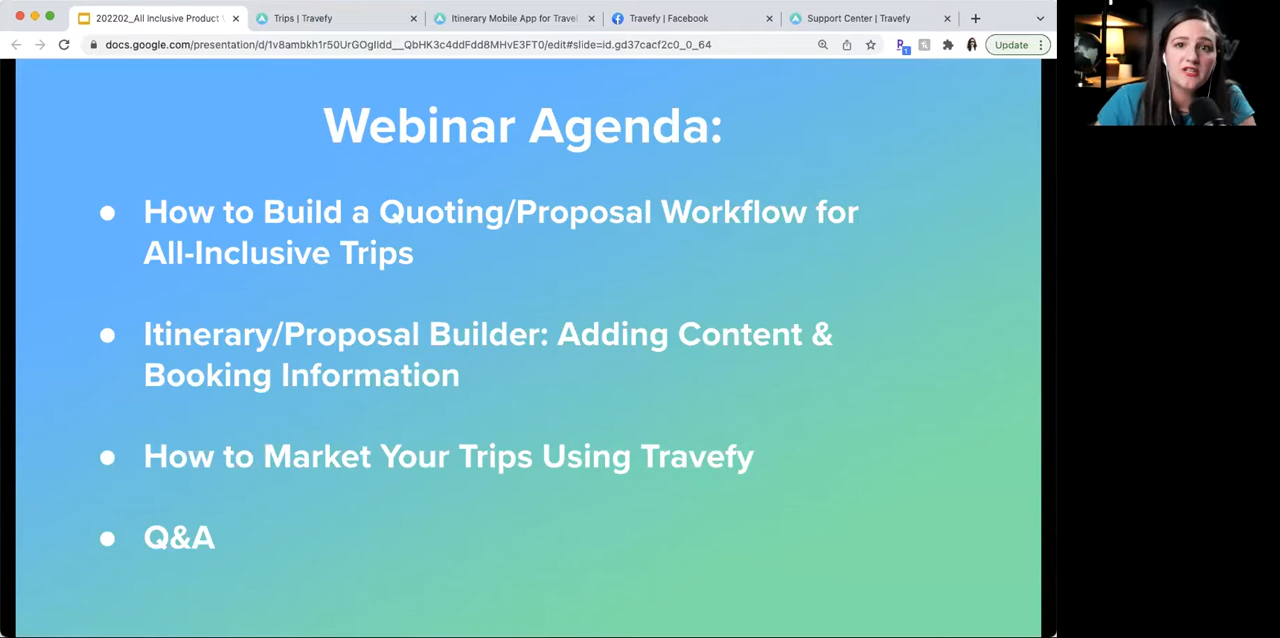 202202_All Inclusive Product
Trips | Travefy
Itinerary Mobile App for Travel
Travefy | Facebook
Support Center | Travefy
docs.google.com/presentation/d/1v8ambkh1r50UrGOgIldd__QbHK3c4ddFdd8MHvE3FT0/edit#slide=id.gd37cacf2c0_0_64
1
Update
Webinar Agenda:
● How to Build a Quoting/Proposal Workflow for
All-Inclusive Trips
● Itinerary/Proposal Builder: Adding Content &
Booking Information
● How to Market Your Trips Using Travefy
● Q&A